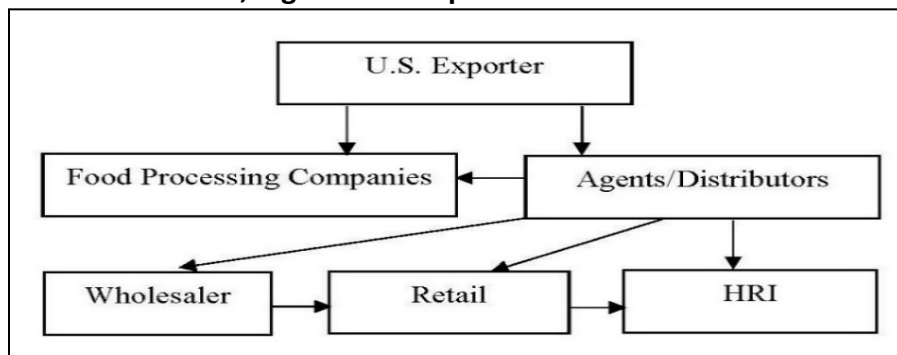 U.S. Exporter
Food Processing Companies
Agents/Distributors
Wholesaler
Retail
HRI